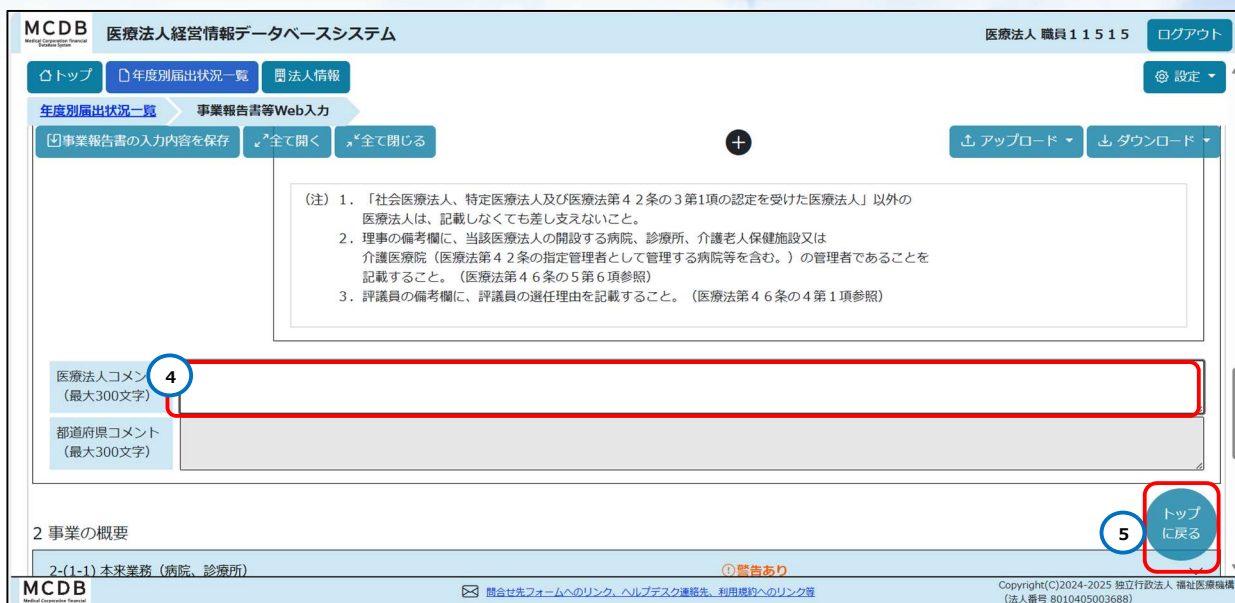 MCDB
Medical Corporation Financial
Database System
医療法人経営情報データベースシステム
医療法人 職員11515
ログアウト
トップ
年度別届出状況一覧
法人情報
設定
年度別届出状況一覧
事業報告書等Web入力
事業報告書の入力内容を保存
全て開く
全て閉じる
アップロード
ダウンロード
（注）1．「社会医療法人、特定医療法人及び医療法第42条の3第1項の認定を受けた医療法人」以外の
医療法人は、記載しなくても差し支えないこと。
2．理事の備考欄に、当該医療法人の開設する病院、診療所、介護老人保健施設又は
介護医療院（医療法第42条の指定管理者として管理する病院等を含む。）の管理者であることを
記載すること。（医療法第46条の5第6項参照）
3．評議員の備考欄に、評議員の選任理由を記載すること。（医療法第46条の4第1項参照）
医療法人コメン
4
（最大300文字）
都道府県コメント
（最大300文字）
トップ
に戻る
5
2 事業の概要
2-(1-1) 本来業務（病院、診療所）
警告あり
MCDB
Medical Corporation Financial
問合せ先フォームへのリンク、ヘルプデスク連絡先、利用規約へのリンク等
Copyright(C)2024-2025 独立行政法人 福祉医療機構
（法人番号 8010405003688）